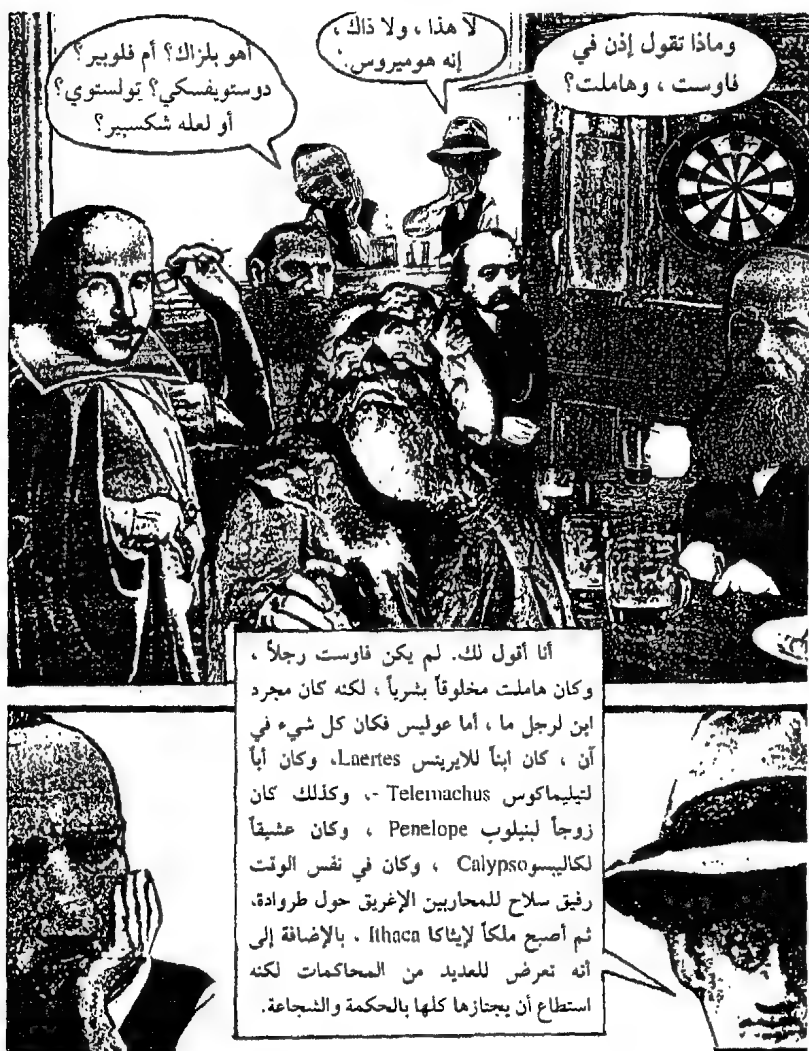 أهو بلزاك؟ أم فلوبير؟
دوستويفسكي؟ تولستوي؟
أو لعله شكسبير؟
لا هذا ، ولا ذاك ،
إنه هوميروس.
وماذا تقول إذن في
فاوست ، وهاملت؟
أنا أقول لك. لم يكن فاوست رجلاً ،
وكان هاملت مخلوقاً بشرياً ، لكنه كان مجرد
ابن لرجل ما ، أما عوليس فكان كل شيء في
آن ، كان ابناً للايرتس Laertes، وكان أباً
لتيليماكوس Telemachus -، وكذلك كان
زوجاً لبنيلوب Penelope ، وكان عشيقاً
لكاليبسو Calypso ، وكان في نفس الوقت
رفيق سلاح للمحاربين الإغريق حول طروادة،
ثم أصبح ملكاً لإيثاكا Ithaca ، بالإضافة إلى
أنه تعرض للعديد من المحاكمات لكنه
استطاع أن يجتازها كلها بالحكمة والشجاعة.